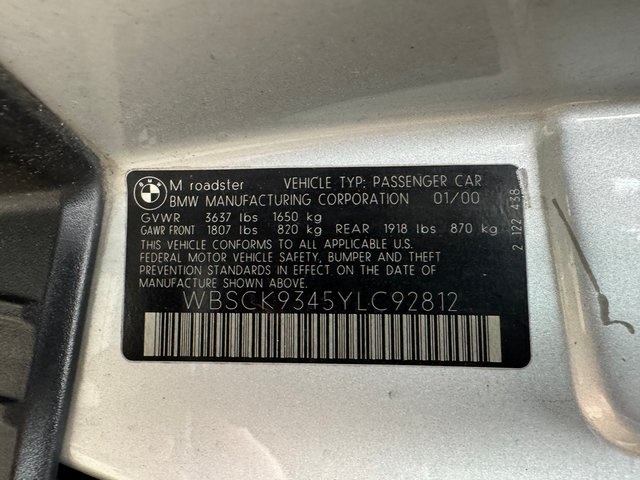 M roadster VEHICLE TYP: PASSENGER CAR
BMW MANUFACTURING CORPORATION 01/00
GVWR 3637 lbs 1650 kg
GAWR FRONT 1807 lbs 820 kg REAR 1918 lbs 870 kg
THIS VEHICLE CONFORMS TO ALL APPLICABLE U.S.
FEDERAL MOTOR VEHICLE SAFETY, BUMPER AND THEFT
PREVENTION STANDARDS IN EFFECT ON THE DATE OF
MANUFACTURE SHOWN ABOVE.
WBSCK9345YLC92812
2 122 438